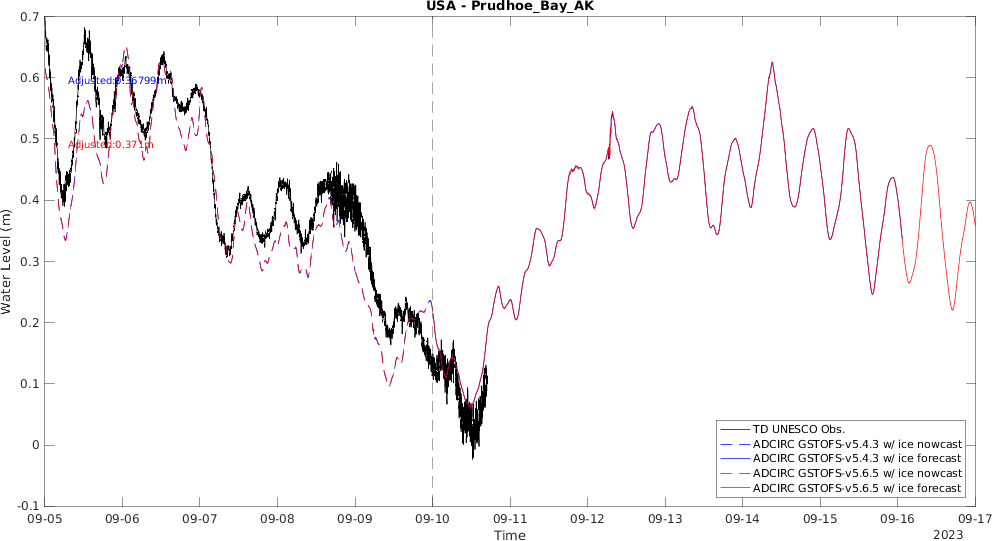 USA - Prudhoe_Bay_AK
0.7
0.6
0.5
0.4
0.3
0.2
0.1
0
-0.1
Water Level (m)
Adjusted:0.36799m
Adjusted:0.371m
TD UNESCO Obs.
ADCIRC GSTOFS-v5.4.3 w/ ice nowcast
ADCIRC GSTOFS-v5.4.3 w/ ice forecast
ADCIRC GSTOFS-v5.6.5 w/ ice nowcast
ADCIRC GSTOFS-v5.6.5 w/ ice forecast
09-05 09-06 09-07 09-08 09-09 09-10 09-11 09-12 09-13 09-14 09-15 09-16 09-17
Time
2023